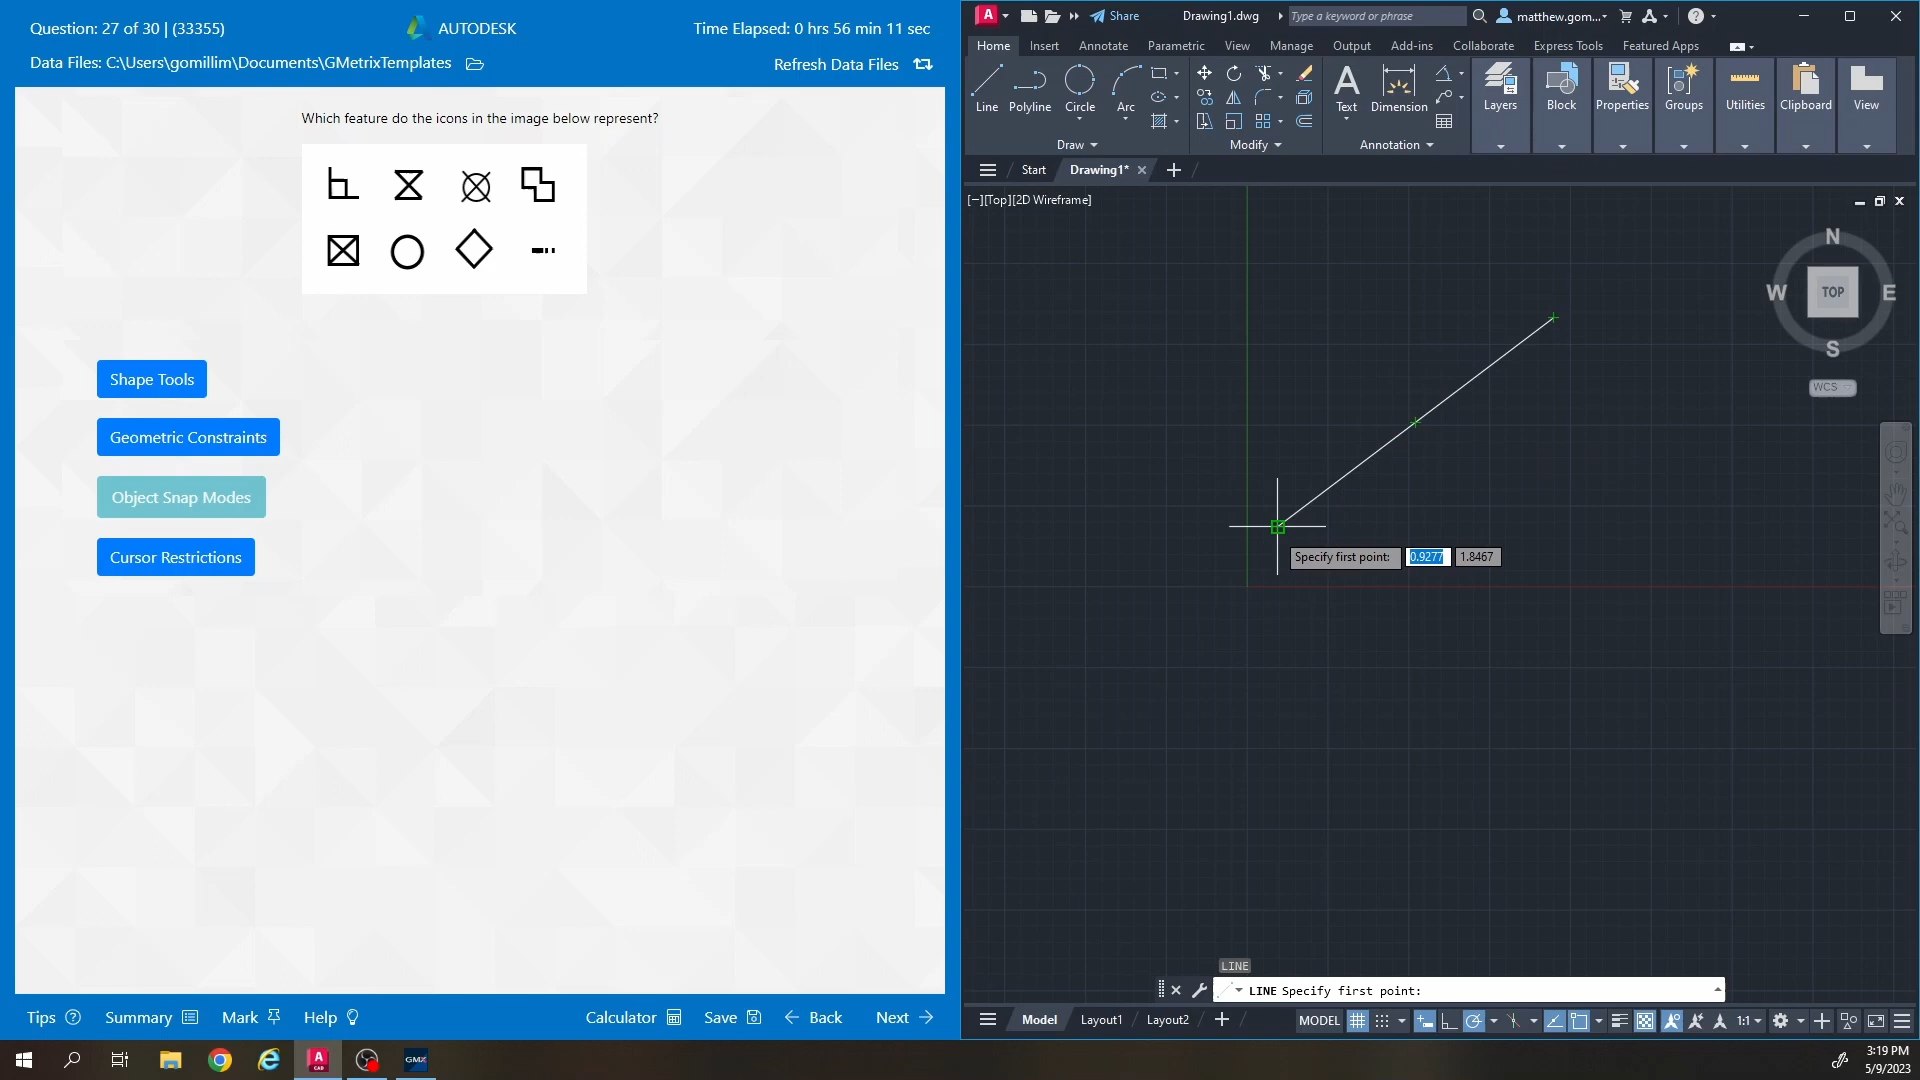 Question: 27 of 30 | (33355)
AUTODESK
Time Elapsed: 0 hrs 56 min 11 sec
Data Files: C:\Users\gomillim\Documents\GMetrixTemplates
Refresh Data Files
Which feature do the icons in the image below represent?
Shape Tools
Geometric Constraints
Object Snap Modes
Cursor Restrictions
Tips
Summary
Mark
Help
Calculator
Save
Back
Next
A
Share
Drawing1.dwg
Type a keyword or phrase
matthew.gom...
Home
Insert
Annotate
Parametric
View
Manage
Output
Add-ins
Collaborate
Express Tools
Featured Apps
Line
Polyline
Circle
Arc
Text
Dimension
Layers
Block
Properties
Groups
Utilities
Clipboard
View
Draw
Modify
Annotation
Start
Drawing1*
[−][Top][2D Wireframe]
N
W
TOP
E
S
WCS
Specify first point:
0.9277
1.8467
LINE
LINE Specify first point:
Model
Layout1
Layout2
MODEL
1:1
A
CAD
GMX
3:19 PM
5/9/2023